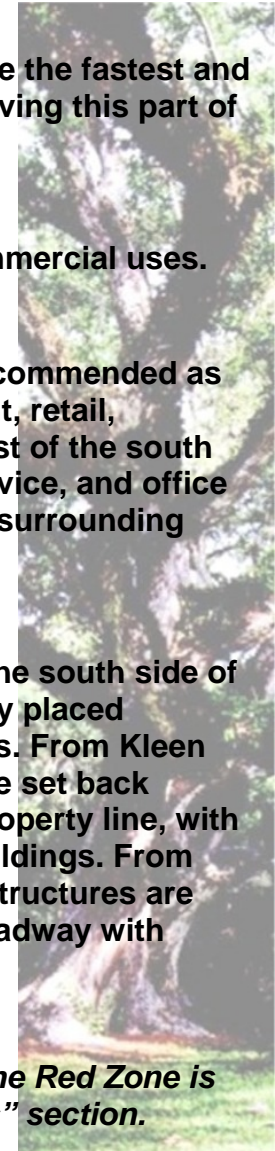 e the fastest and
ving this part of
mercial uses.
commended as
t, retail,
st of the south
vice, and office
surrounding
he south side of
y placed
s. From Kleen
e set back
operty line, with
ldings. From
tructures are
adway with
he Red Zone is
” section.